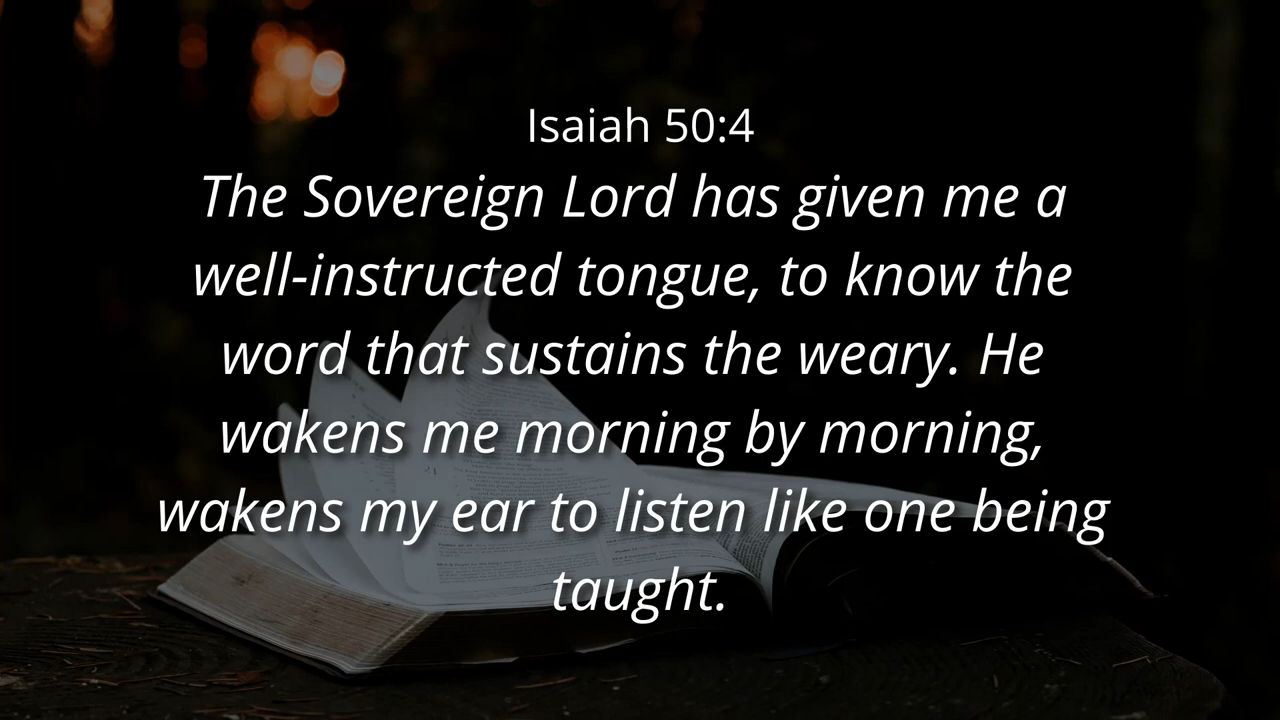 Isaiah 50:4
The Sovereign Lord has given me a
well-instructed tongue, to know the
word that sustains the weary. He
wakens me morning by morning,
wakens my ear to listen like one being
taught.